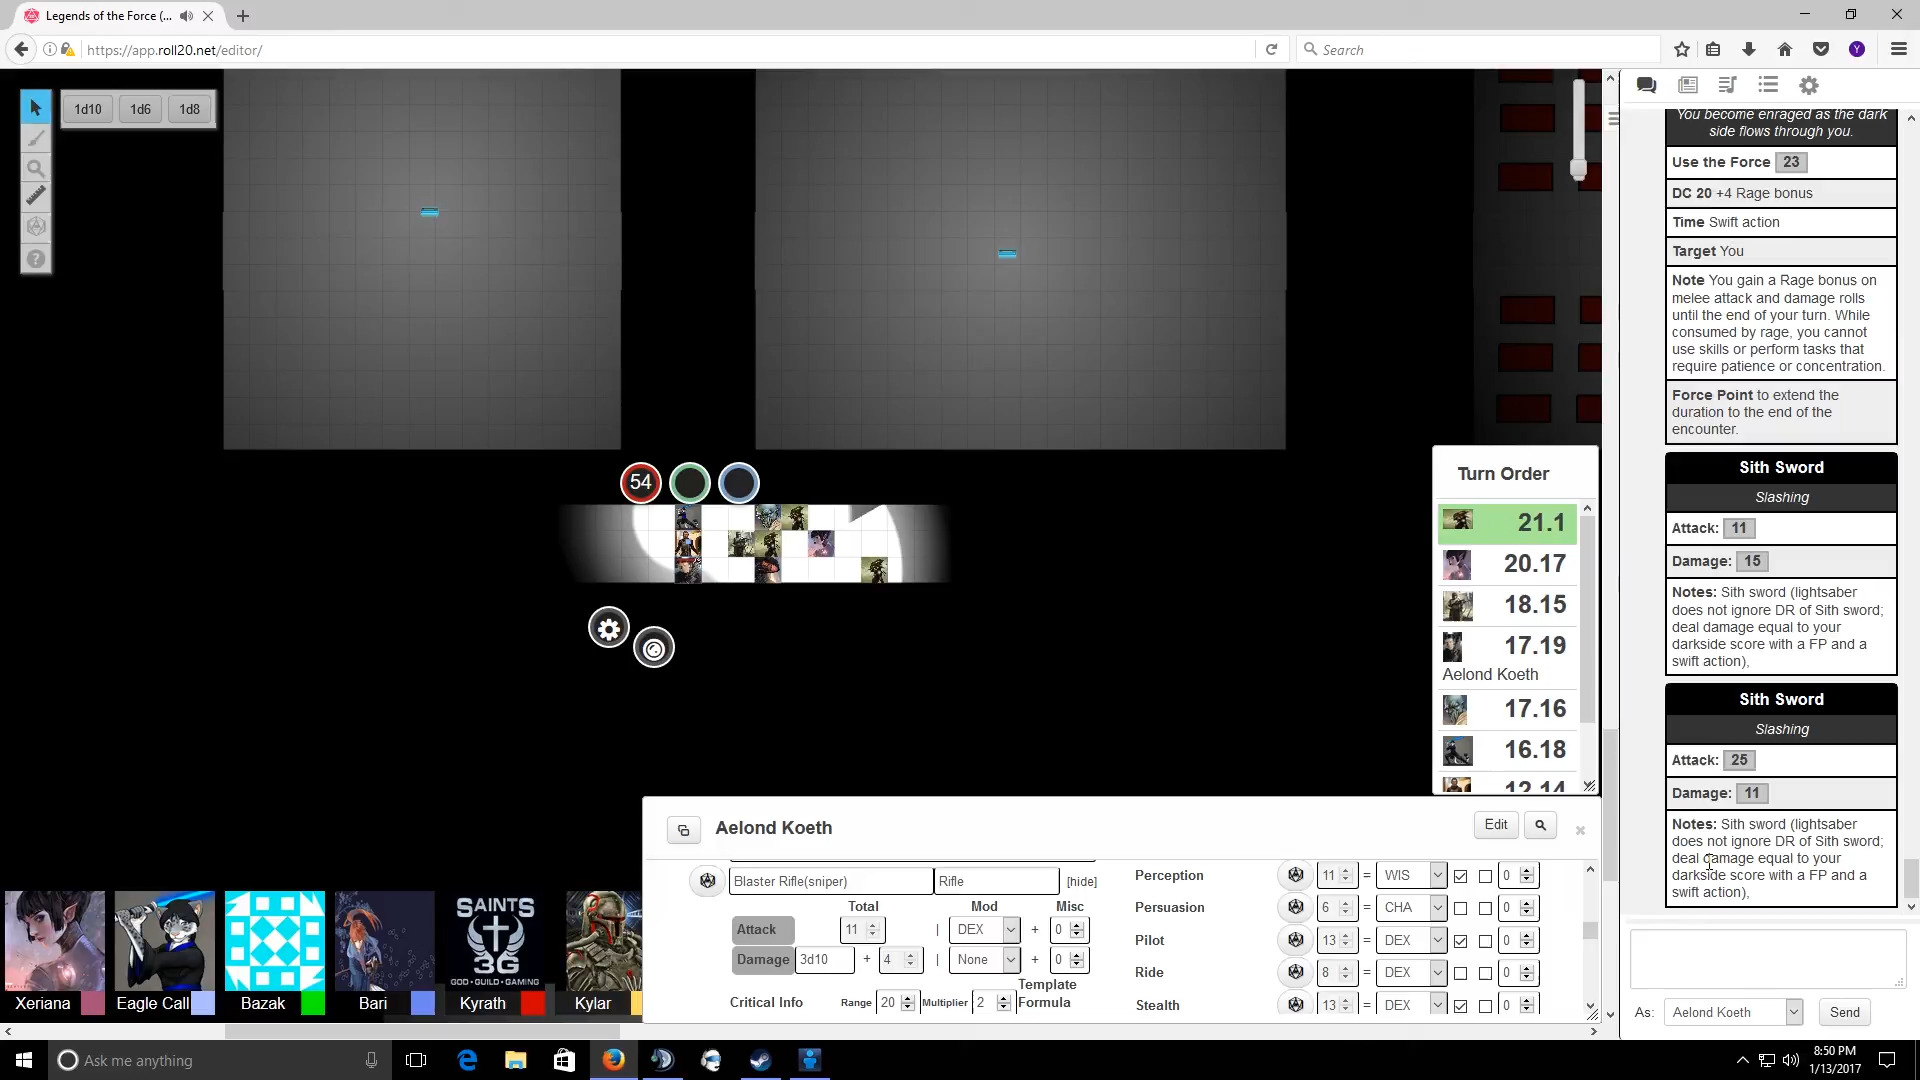 Legends of the Force (...
https://app.roll20.net/editor/
Search
1d10 1d6 1d8
54
Turn Order
21.1
20.17
18.15
17.19
Aelond Koeth
17.16
16.18
12.14
You become enraged as the dark
side flows through you.
Use the Force 23
DC 20 +4 Rage bonus
Time Swift action
Target You
Note You gain a Rage bonus on
melee attack and damage rolls
until the end of your turn. While
consumed by rage, you cannot
use skills or perform tasks that
require patience or concentration.
Force Point to extend the
duration to the end of the
encounter.
Sith Sword
Slashing
Attack: 11
Damage: 15
Notes: Sith sword (lightsaber
does not ignore DR of Sith sword;
deal damage equal to your
darkside score with a FP and a
swift action),
Sith Sword
Slashing
Attack: 25
Damage: 11
Notes: Sith sword (lightsaber
does not ignore DR of Sith sword;
deal damage equal to your
darkside score with a FP and a
swift action),
As: Aelond Koeth Send
Aelond Koeth
Edit
Blaster Rifle(sniper) Rifle [hide]
Total Mod Misc
Attack 11 | DEX + 0
Damage 3d10 + 4 | None + 0
Critical Info Range 20 Multiplier 2 Template
Formula
Perception 11 = WIS 0
Persuasion 6 = CHA 0
Pilot 13 = DEX 0
Ride 8 = DEX 0
Stealth 13 = DEX 0
SAINTS
3G
GOD · GUILD · GAMING
Xeriana Eagle Call Bazak Bari Kyrath Kylar
Ask me anything
8:50 PM
1/13/2017